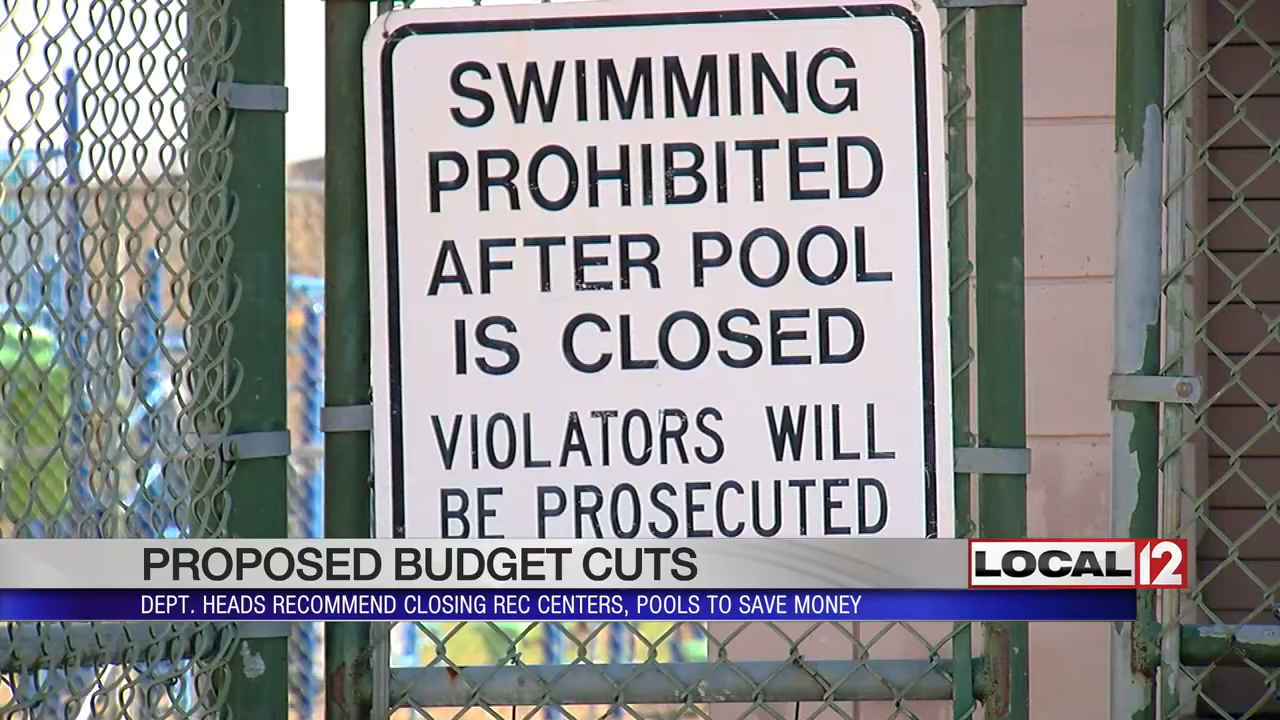 SWIMMING
PROHIBITED
AFTER POOL
IS CLOSED
VIOLATORS WILL
BE PROSECUTED
PROPOSED BUDGET CUTS
LOCAL 12
DEPT. HEADS RECOMMEND CLOSING REC CENTERS, POOLS TO SAVE MONEY